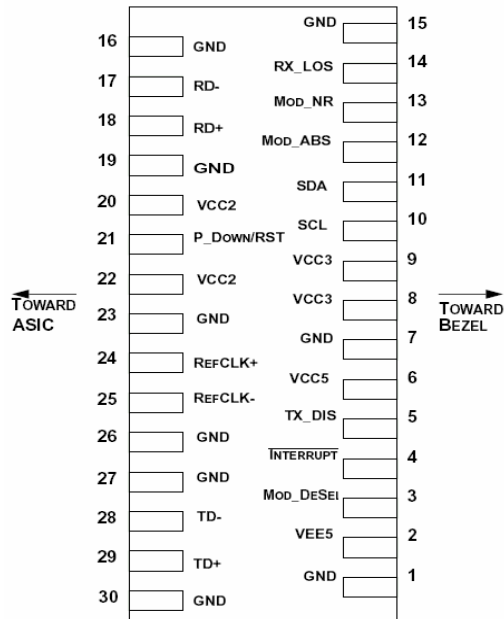 GND 15
16 GND
RX_LOS 14
17 RD-
MOD_NR 13
18 RD+
MOD_ABS 12
19 GND
SDA 11
20 VCC2
SCL 10
21 P_DOWN/RST
VCC3 9
22 VCC2
VCC3 8
TOWARD
ASIC
TOWARD
BEZEL
23 GND
GND 7
24 REFCLK+
VCC5 6
25 REFCLK-
TX_DIS 5
26 GND
INTERRUPT 4
27 GND
MOD_DESEL 3
28 TD-
VEE5 2
29 TD+
GND 1
30 GND